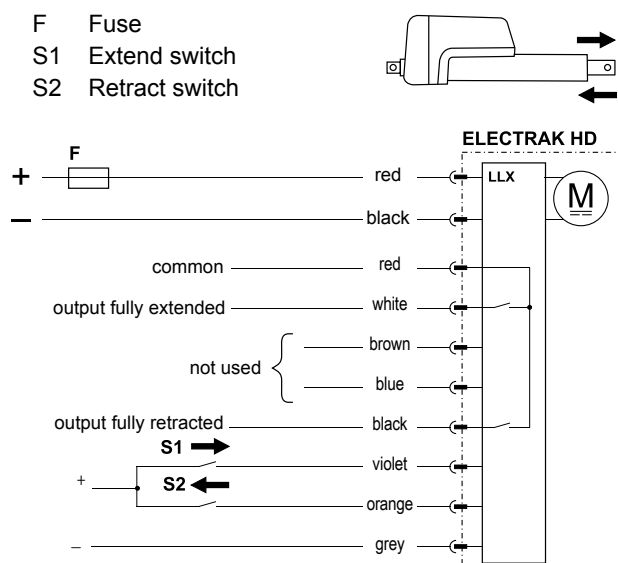 F Fuse
S1 Extend switch
S2 Retract switch
ELECTRAK HD
F
+ red LLX
M
– black
common red
output fully extended white
brown
not used
blue
output fully retracted black
S1
violet
+ S2
orange
– grey